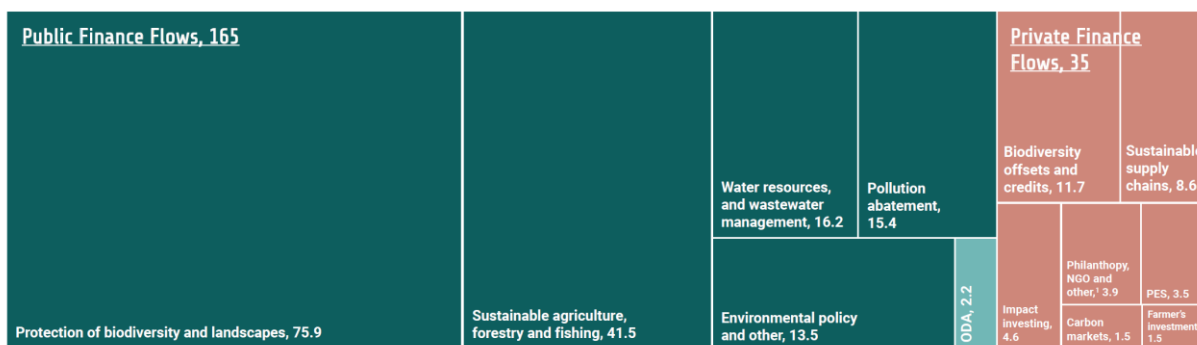 Public Finance Flows, 165
Protection of biodiversity and landscapes, 75.9
Sustainable agriculture,
forestry and fishing, 41.5
Water resources,
and wastewater
management, 16.2
Pollution
abatement,
15.4
Environmental policy
and other, 13.5
ODA, 2.2
Private Finance
Flows, 35
Biodiversity
offsets and
credits, 11.7
Sustainable
supply
chains, 8.6
Impact
investing,
4.6
Philanthopy,
NGO and
other,¹ 3.9
PES, 3.5
Carbon
markets, 1.5
Farmer's
investment
1.5